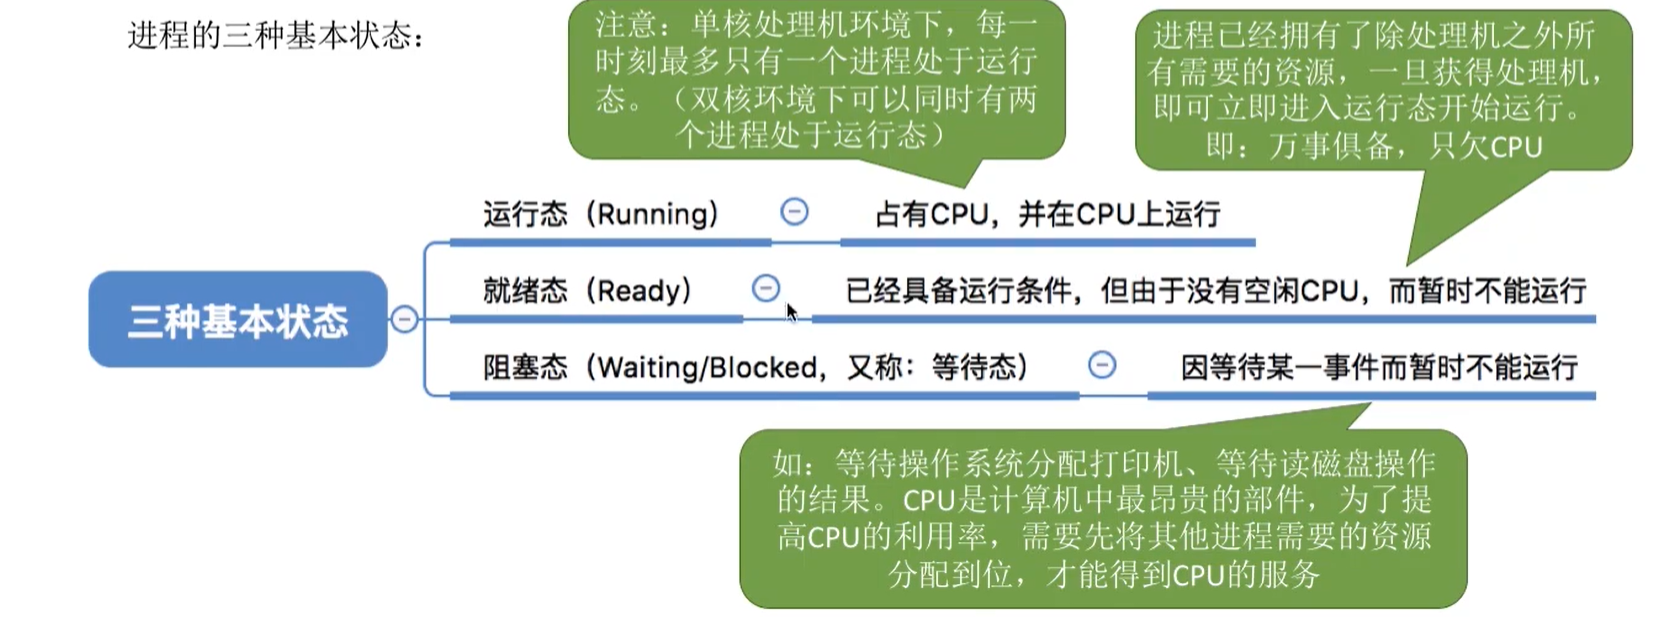 进程的三种基本状态：
注意：单核处理机环境下，每一
时刻最多只有一个进程处于运行
态。（双核环境下可以同时有两
个进程处于运行态）
进程已经拥有了除处理机之外所
有需要的资源，一旦获得处理机，
即可立即进入运行态开始运行。
即：万事俱备，只欠CPU
三种基本状态
运行态（Running）
占有CPU，并在CPU上运行
就绪态（Ready）
已经具备运行条件，但由于没有空闲CPU，而暂时不能运行
阻塞态（Waiting/Blocked，又称：等待态）
因等待某一事件而暂时不能运行
如：等待操作系统分配打印机、等待读磁盘操作
的结果。CPU是计算机中最昂贵的部件，为了提
高CPU的利用率，需要先将其他进程需要的资源
分配到位，才能得到CPU的服务